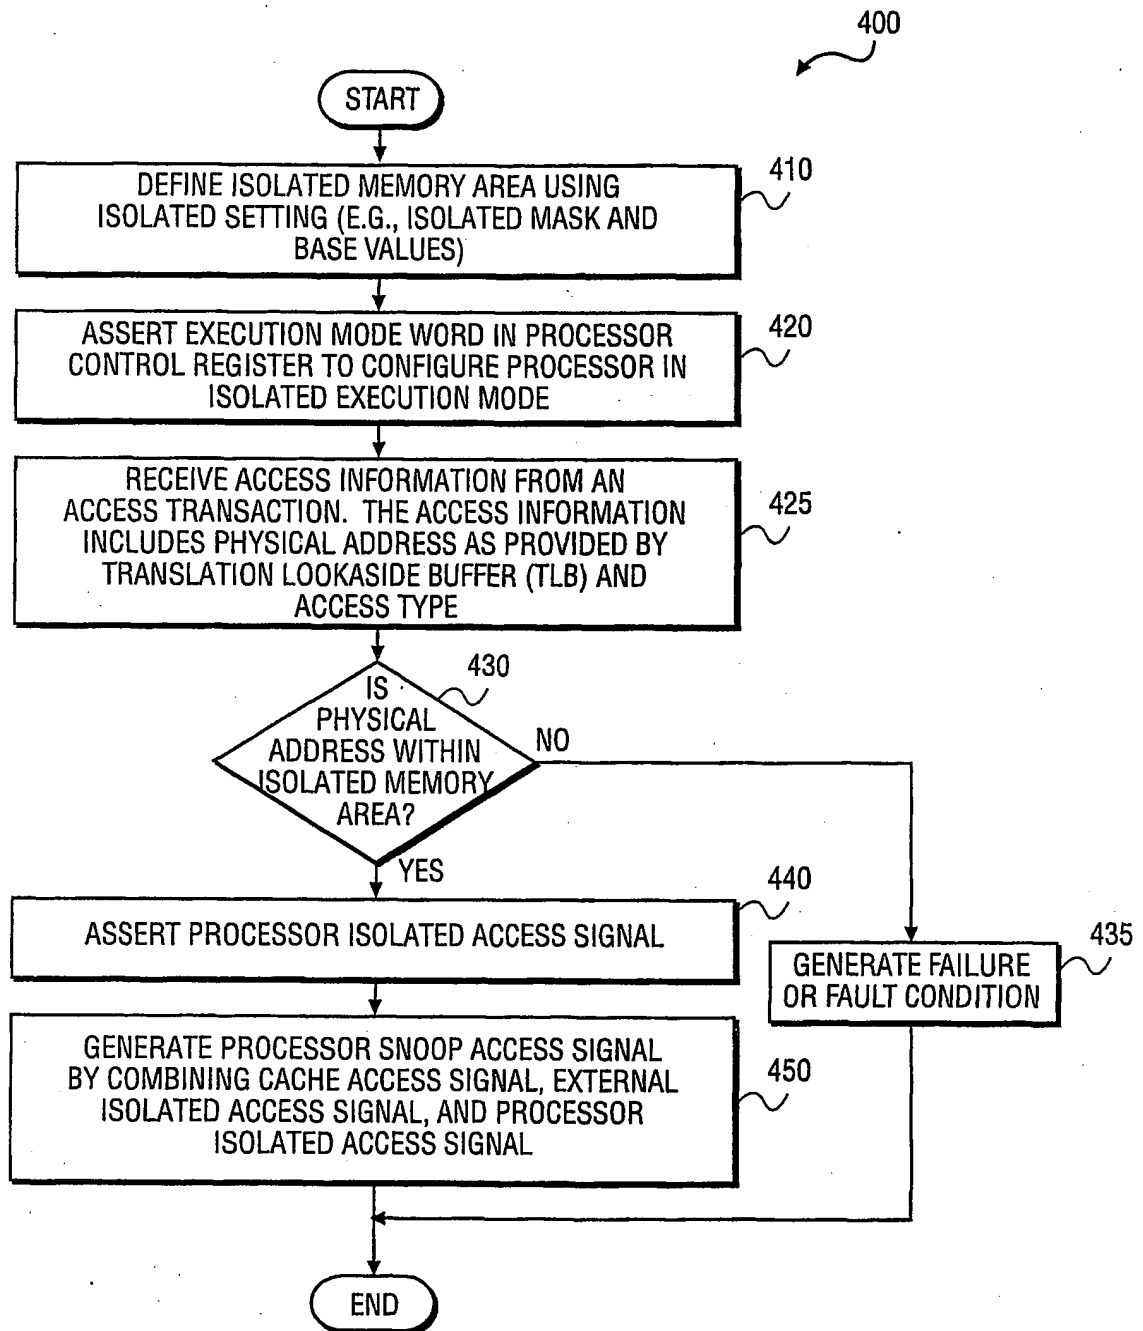 400
START
DEFINE ISOLATED MEMORY AREA USING
ISOLATED SETTING (E.G., ISOLATED MASK AND
BASE VALUES)
410
ASSERT EXECUTION MODE WORD IN PROCESSOR
CONTROL REGISTER TO CONFIGURE PROCESSOR IN
ISOLATED EXECUTION MODE
420
RECEIVE ACCESS INFORMATION FROM AN
ACCESS TRANSACTION. THE ACCESS INFORMATION
INCLUDES PHYSICAL ADDRESS AS PROVIDED BY
TRANSLATION LOOKASIDE BUFFER (TLB) AND
ACCESS TYPE
425
430
IS
PHYSICAL
ADDRESS WITHIN
ISOLATED MEMORY
AREA?
NO
YES
440
ASSERT PROCESSOR ISOLATED ACCESS SIGNAL
435
GENERATE FAILURE
OR FAULT CONDITION
GENERATE PROCESSOR SNOOP ACCESS SIGNAL
BY COMBINING CACHE ACCESS SIGNAL, EXTERNAL
ISOLATED ACCESS SIGNAL, AND PROCESSOR
ISOLATED ACCESS SIGNAL
450
END